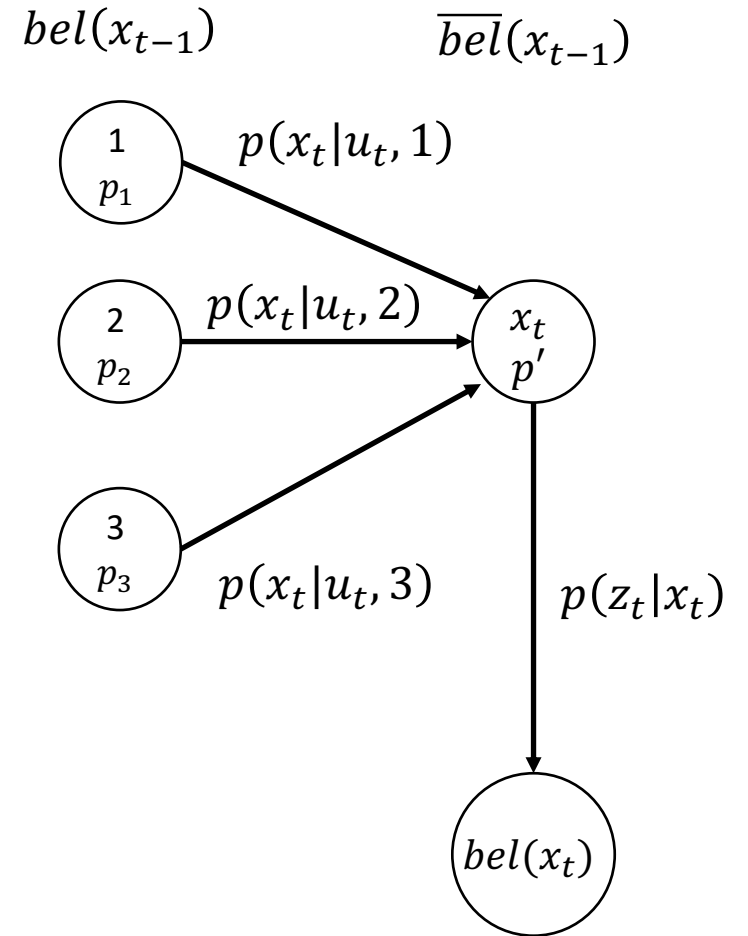 bel(x_{t−1})
\overline{bel}(x_{t−1})
1
p_1
p(x_t|u_t, 1)
2
p_2
p(x_t|u_t, 2)
x_t
p′
3
p_3
p(x_t|u_t, 3)
p(z_t|x_t)
bel(x_t)